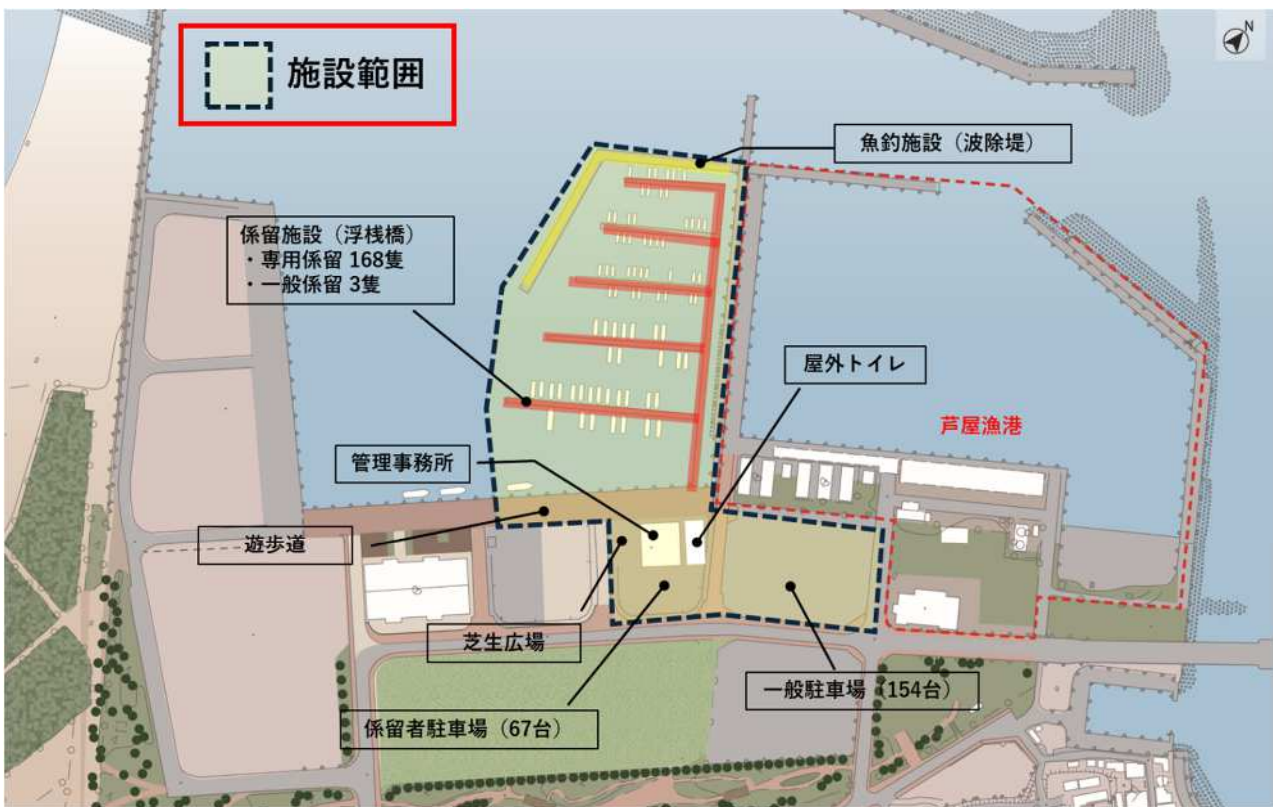 N
施設範囲
魚釣施設（波除堤）
係留施設（浮桟橋）
・専用係留 168隻
・一般係留 3隻
屋外トイレ
芦屋漁港
管理事務所
遊歩道
芝生広場
一般駐車場（154台）
係留者駐車場（67台）